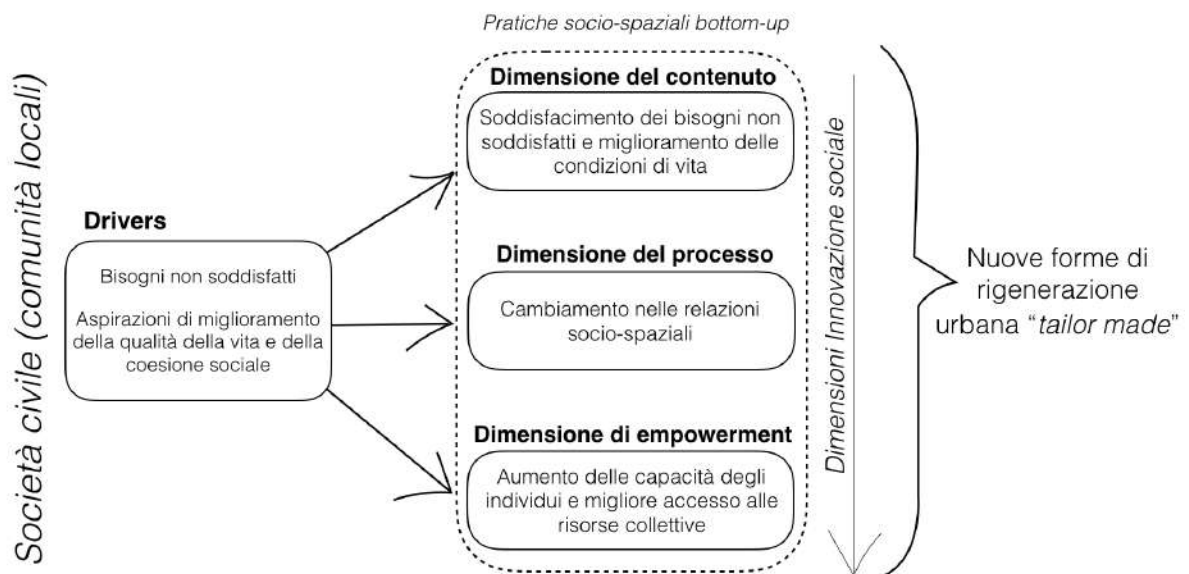 Società civile (comunità locali)
Drivers
Bisogni non soddisfatti
Aspirazioni di miglioramento
della qualità della vita e della
coesione sociale
Pratiche socio-spaziali bottom-up
Dimensione del contenuto
Soddisfacimento dei bisogni non
soddisfatti e miglioramento delle
condizioni di vita
Dimensione del processo
Cambiamento nelle relazioni
socio-spaziali
Dimensione di empowerment
Aumento delle capacità degli
individui e migliore accesso alle
risorse collettive
Dimensioni Innovazione sociale
Nuove forme di
rigenerazione
urbana “tailor made”